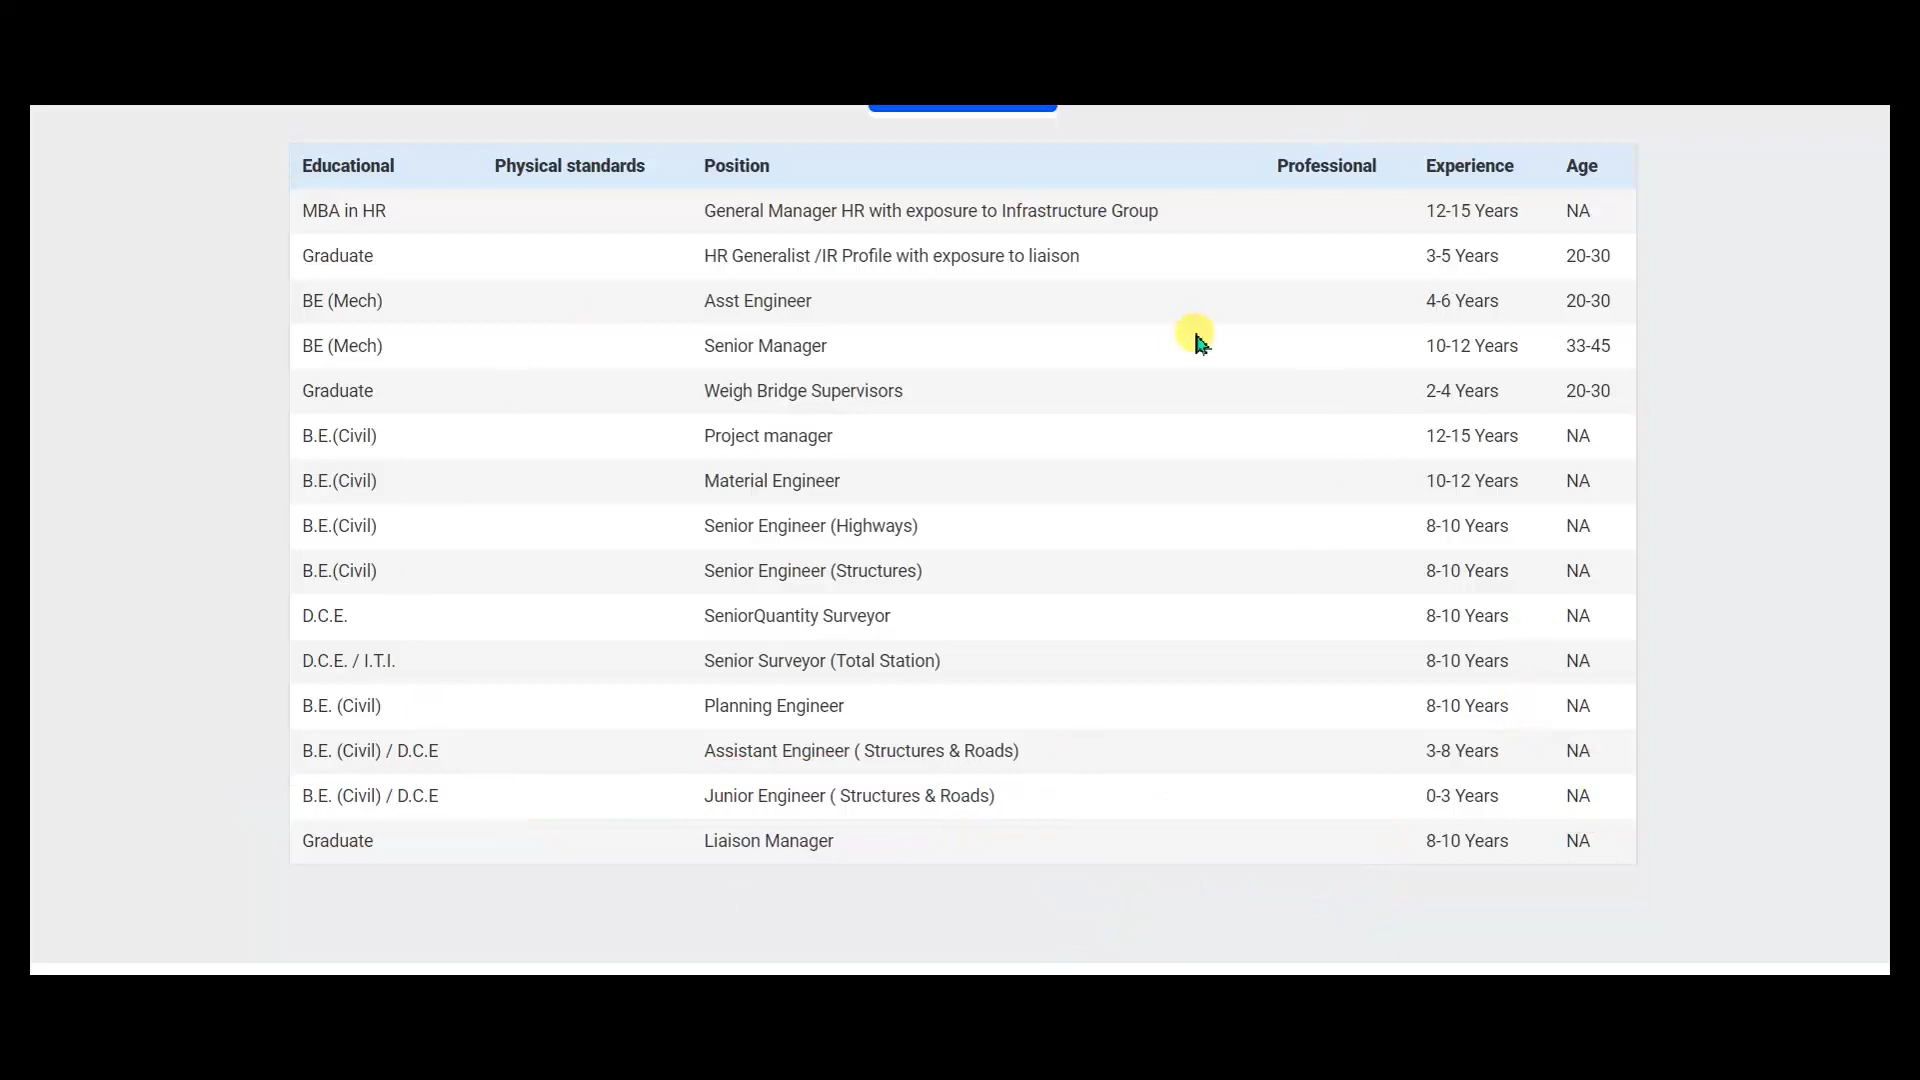 Educational Physical standards Position Professional Experience Age
MBA in HR General Manager HR with exposure to Infrastructure Group 12-15 Years NA
Graduate HR Generalist /IR Profile with exposure to liaison 3-5 Years 20-30
BE (Mech) Asst Engineer 4-6 Years 20-30
BE (Mech) Senior Manager 10-12 Years 33-45
Graduate Weigh Bridge Supervisors 2-4 Years 20-30
B.E.(Civil) Project manager 12-15 Years NA
B.E.(Civil) Material Engineer 10-12 Years NA
B.E.(Civil) Senior Engineer (Highways) 8-10 Years NA
B.E.(Civil) Senior Engineer (Structures) 8-10 Years NA
D.C.E. SeniorQuantity Surveyor 8-10 Years NA
D.C.E. / I.T.I. Senior Surveyor (Total Station) 8-10 Years NA
B.E. (Civil) Planning Engineer 8-10 Years NA
B.E. (Civil) / D.C.E Assistant Engineer ( Structures & Roads) 3-8 Years NA
B.E. (Civil) / D.C.E Junior Engineer ( Structures & Roads) 0-3 Years NA
Graduate Liaison Manager 8-10 Years NA